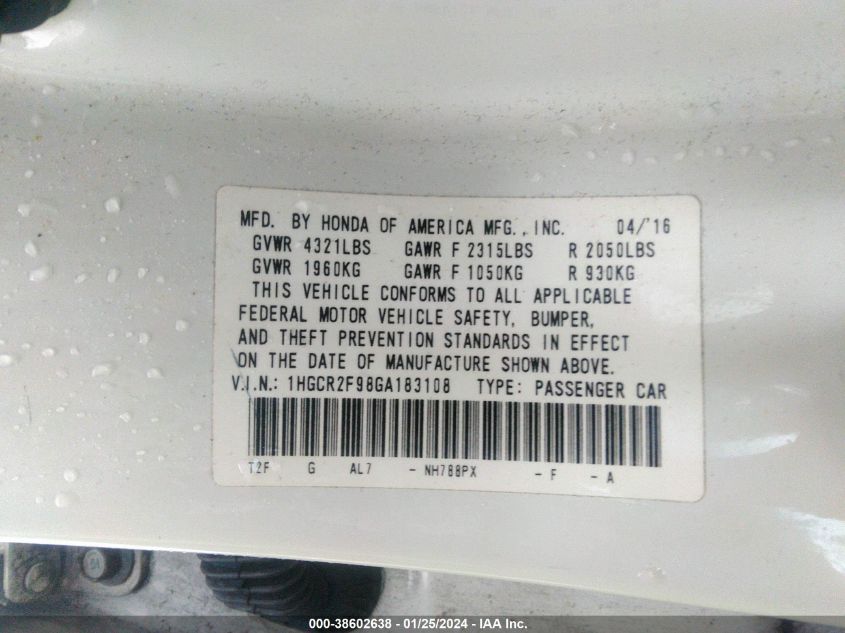 MFD. BY HONDA OF AMERICA MFG., INC. 04/'16
GVWR 4321LBS GAWR F 2315LBS R 2050LBS
GVWR 1960KG GAWR F 1050KG R 930KG
THIS VEHICLE CONFORMS TO ALL APPLICABLE
FEDERAL MOTOR VEHICLE SAFETY, BUMPER,
AND THEFT PREVENTION STANDARDS IN EFFECT
ON THE DATE OF MANUFACTURE SHOWN ABOVE.
V.I.N.: 1HGCR2F98GA183108 TYPE: PASSENGER CAR
T2F G AL7 - NH788PX - F - A
000-38602638 - 01/25/2024 - IAA Inc.